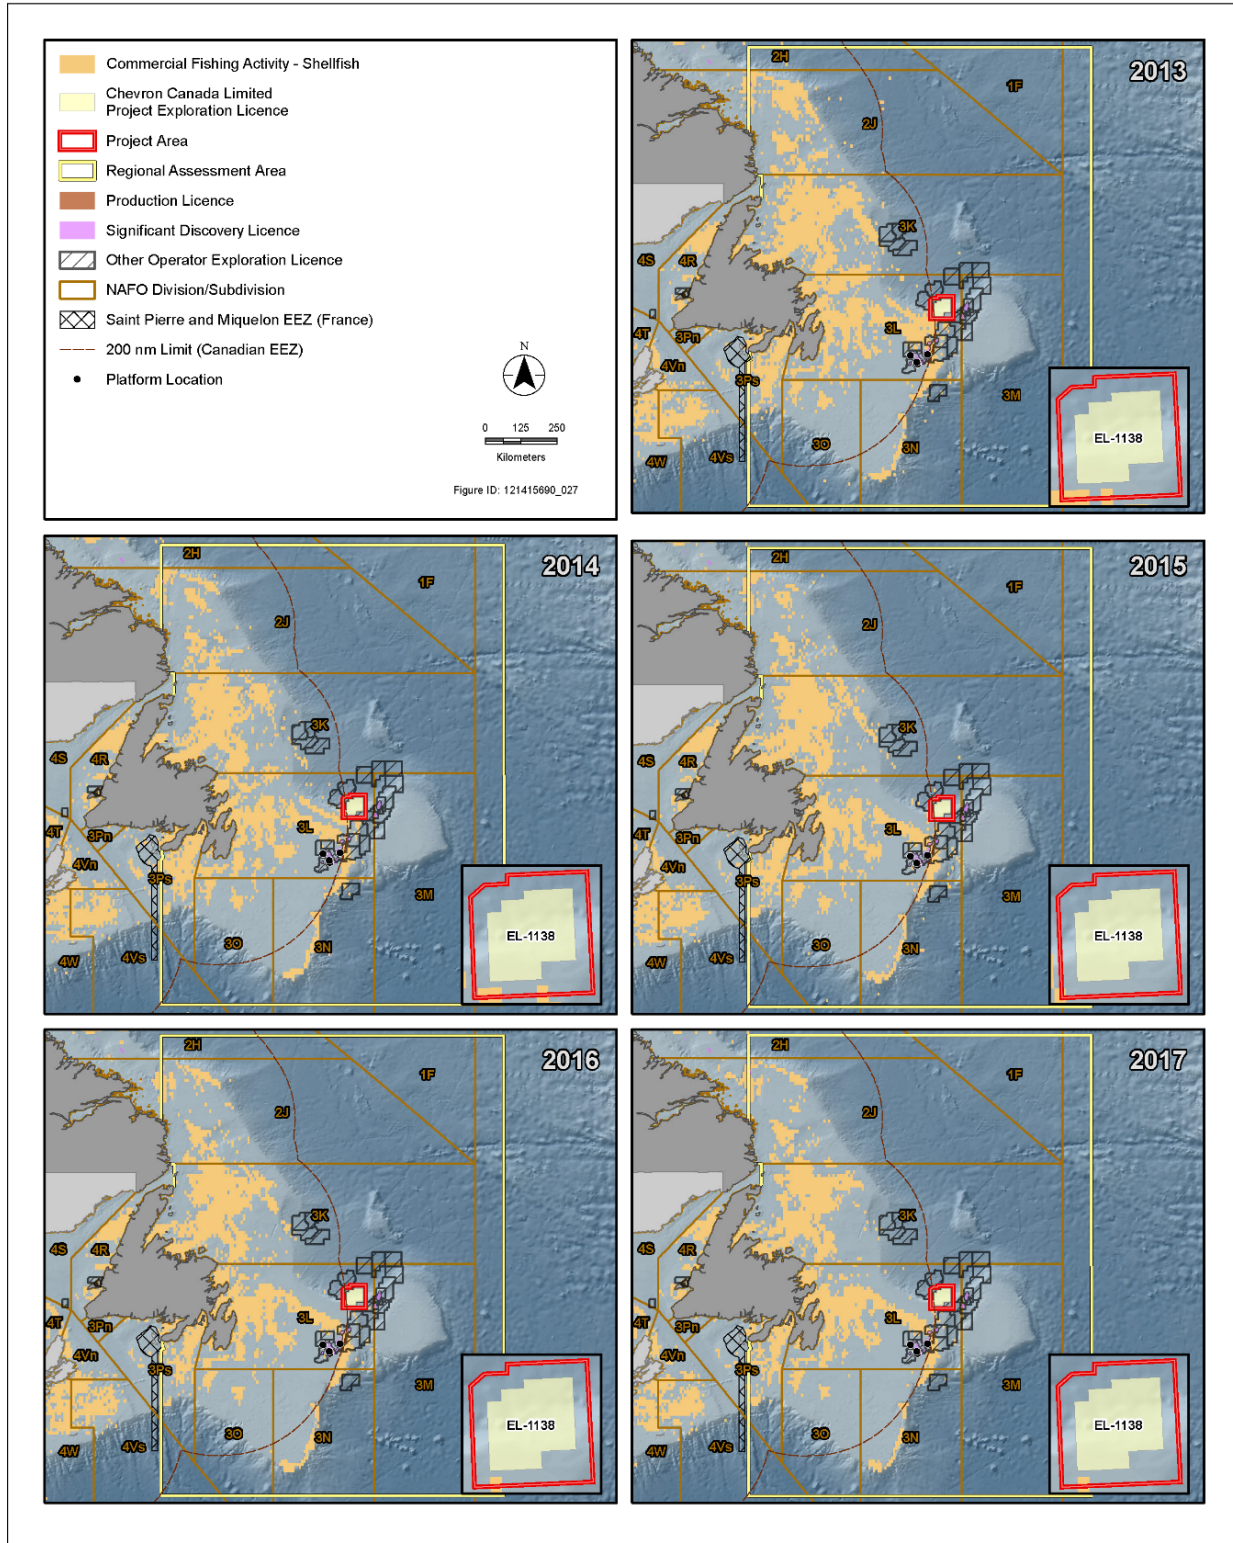 Commercial Fishing Activity - Shellfish
Chevron Canada Limited
Project Exploration Licence
Project Area
Regional Assessment Area
Production Licence
Significant Discovery Licence
Other Operator Exploration Licence
NAFO Division/Subdivision
Saint Pierre and Miquelon EEZ (France)
200 nm Limit (Canadian EEZ)
Platform Location
N
0 125 250
Kilometers
Figure ID: 121415690_027
2013
2H
1F
2J
3K
4S
4R
4T
3Pn
4Vn
3L
3Ps
3M
4W
4Vs
3O
3N
EL-1138
2014
2H
1F
2J
3K
4S
4R
4T
3Pn
4Vn
3L
3Ps
3M
4W
4Vs
3O
3N
EL-1138
2015
2H
1F
2J
3K
4S
4R
4T
3Pn
4Vn
3L
3Ps
3M
4W
4Vs
3O
3N
EL-1138
2016
2H
1F
2J
3K
4S
4R
4T
3Pn
4Vn
3L
3Ps
3M
4W
4Vs
3O
3N
EL-1138
2017
2H
1F
2J
3K
4S
4R
4T
3Pn
4Vn
3L
3Ps
3M
4W
4Vs
3O
3N
EL-1138